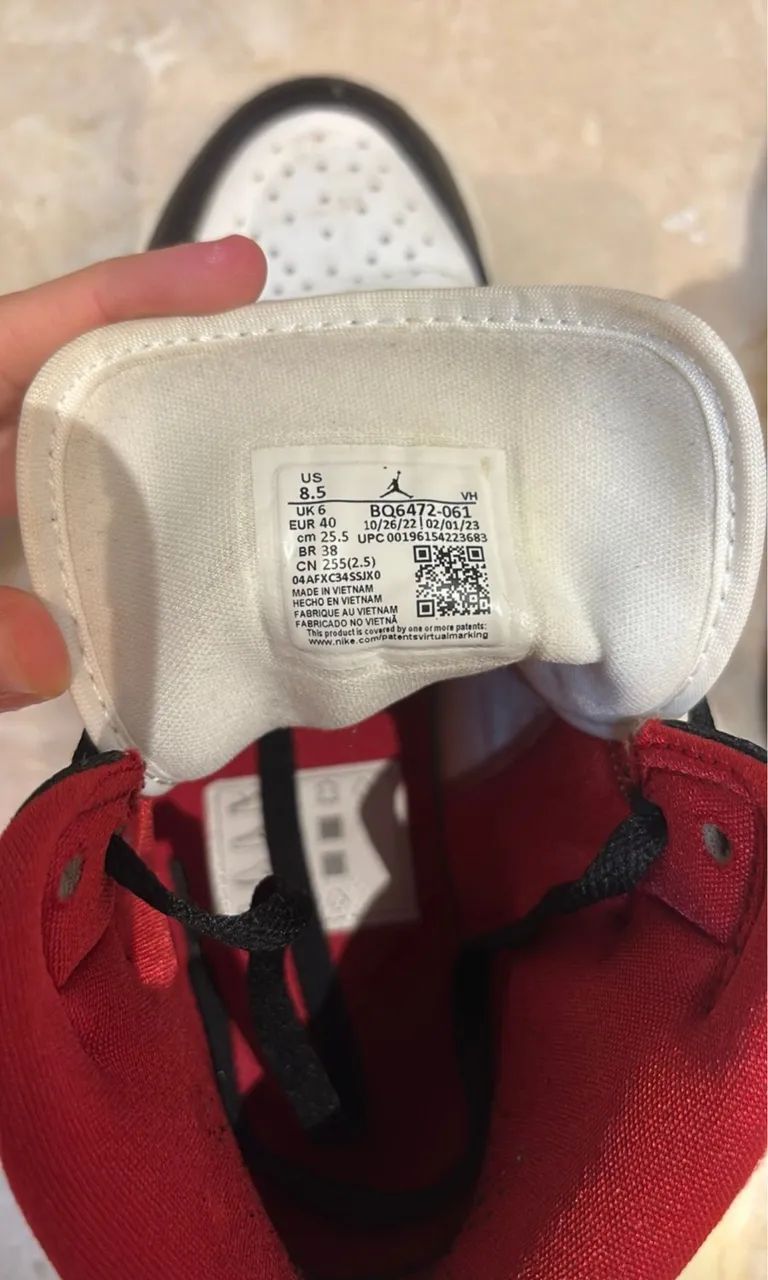 US
8.5
VH
UK 6
BQ6472-061
EUR 40
10/26/22 | 02/01/23
cm 25.5
UPC 00196154223683
BR 38
CN 255(2.5)
04AFXC34SSJX0
MADE IN VIETNAM
HECHO EN VIETNAM
FABRIQUE AU VIETNAM
FABRICADO NO VIETNÃ
This product is covered by one or more patents:
www.nike.com/patentsvirtualmarking